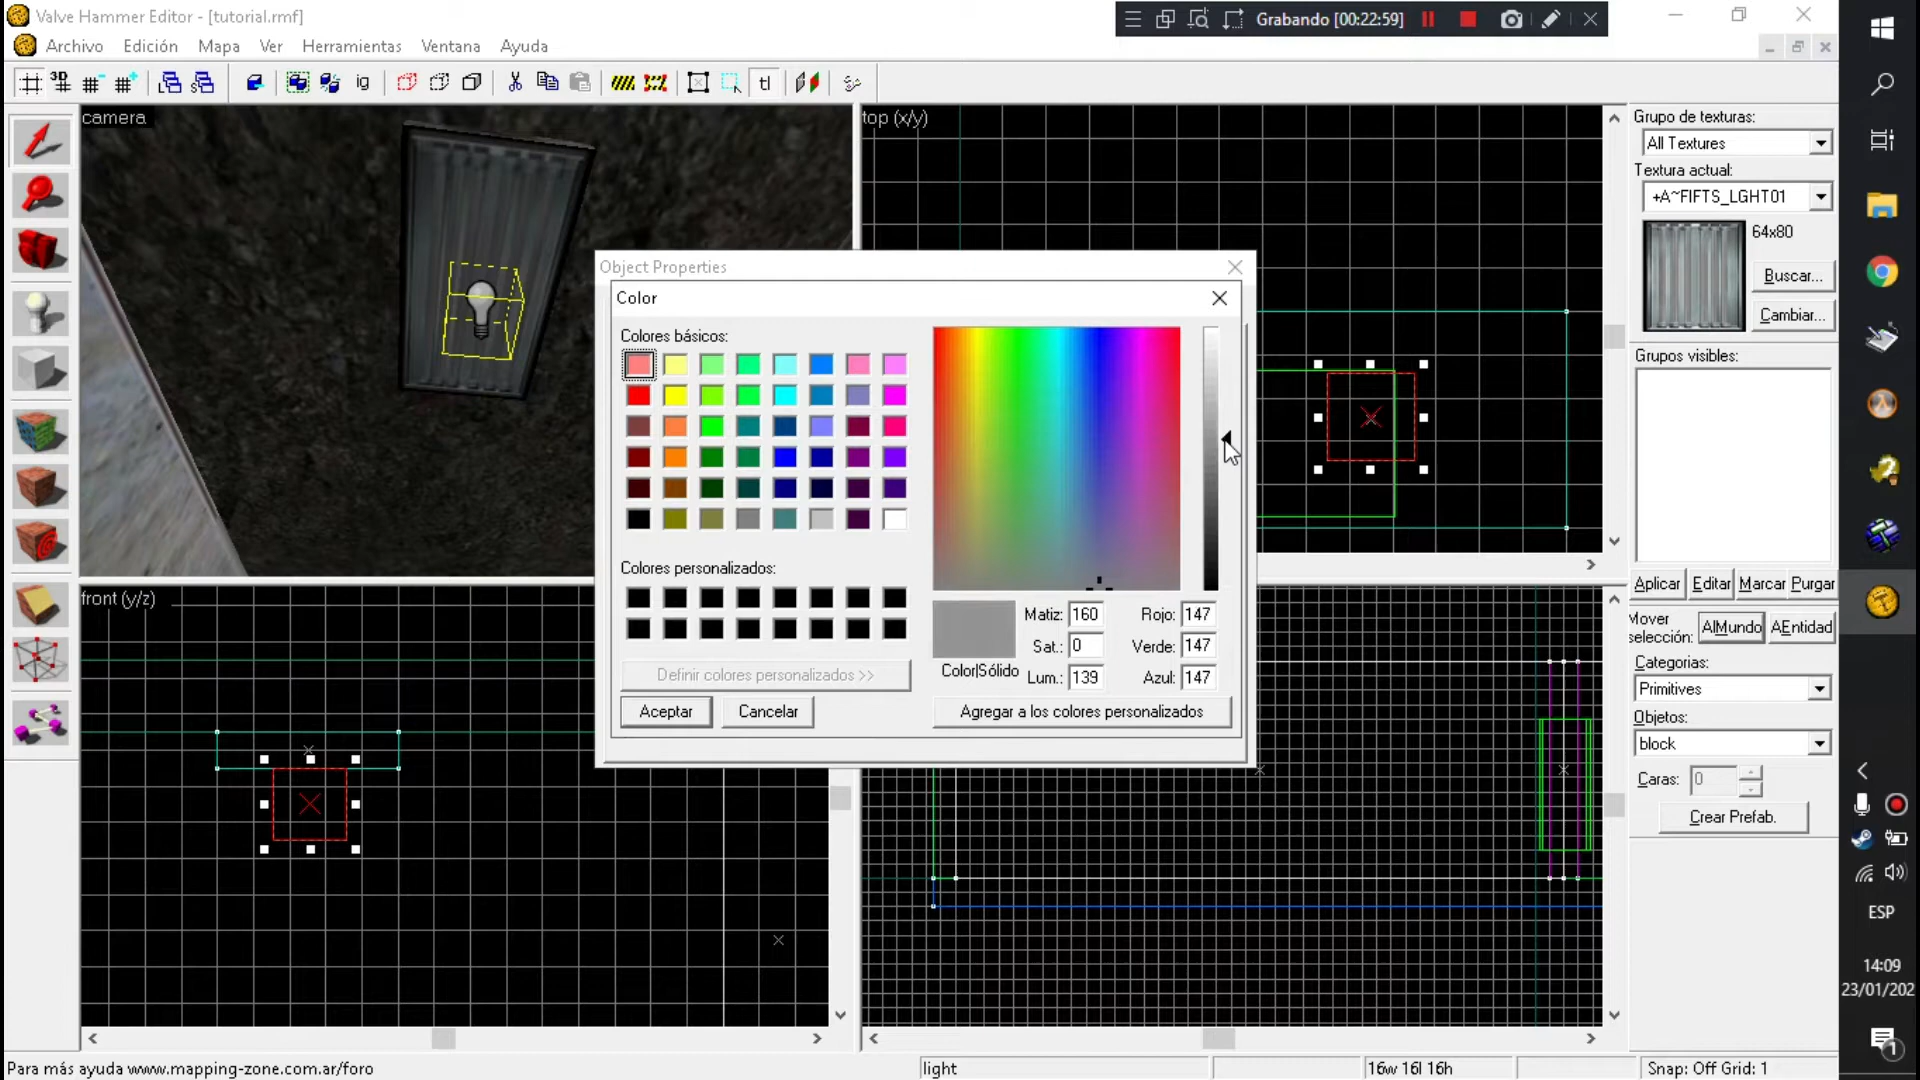 Valve Hammer Editor - [tutorial.rmf]
Grabando [00:22:59]
Archivo Edición Mapa Ver Herramientas Ventana Ayuda
3D
ig
tl
camera
top (x/y)
Grupo de texturas:
All Textures
Textura actual:
+A~FIFTS_LGHT01
64x80
Buscar...
Cambiar...
Grupos visibles:
Aplicar Editar Marcar Purgar
Mover
selección: AlMundo AEntidad
Categorias:
Primitives
Objetos:
block
Caras: 0
Crear Prefab.
Object Properties
Color
Colores básicos:
Colores personalizados:
Definir colores personalizados >>
Aceptar Cancelar
Color|Sólido
Matiz: 160 Rojo: 147
Sat.: 0 Verde: 147
Lum.: 139 Azul: 147
Agregar a los colores personalizados
front (y/z)
ESP
14:09
23/01/202
1
Para más ayuda www.mapping-zone.com.ar/foro
light
16w 16l 16h
Snap: Off Grid: 1